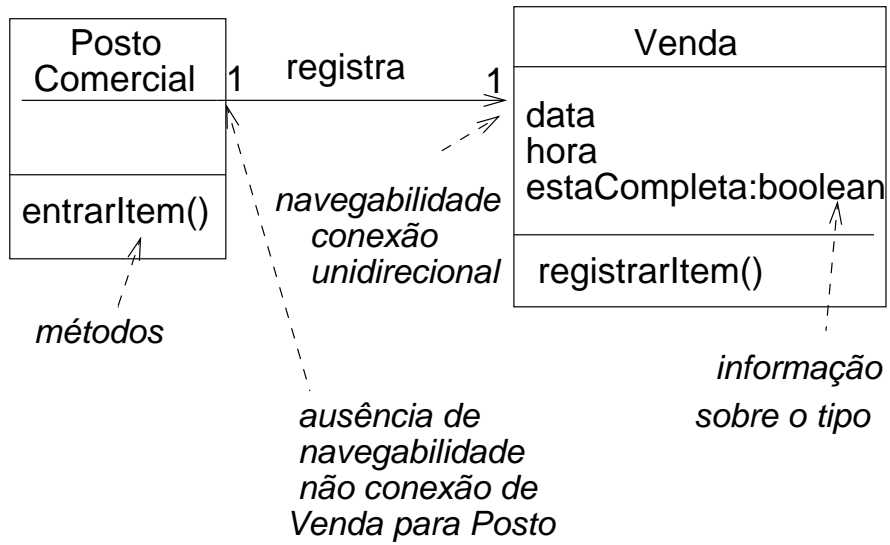 Posto
Comercial
1
registra
1
Venda
data
hora
estaCompleta:boolean
entrarItem()
navegabilidade
conexão
unidirecional
registrarItem()
métodos
informação
sobre o tipo
ausência de
navegabilidade
não conexão de
Venda para Posto